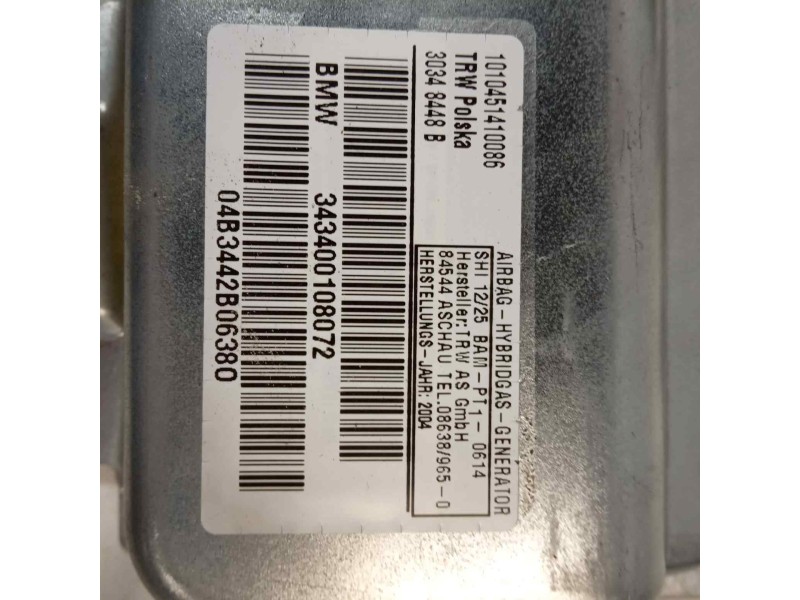 1010451410086
TRW Polska
3034 8448 B
AIRBAG-HYBRIDGAS-GENERATOR
SHI 12/25 BAM-PT1-0614
Hersteller:TRW AS GmbH
84544 ASCHAU TEL.08638/965-0
HERSTELLUNGS-JAHR: 2004
BMW 343400108072
04B3442B06380